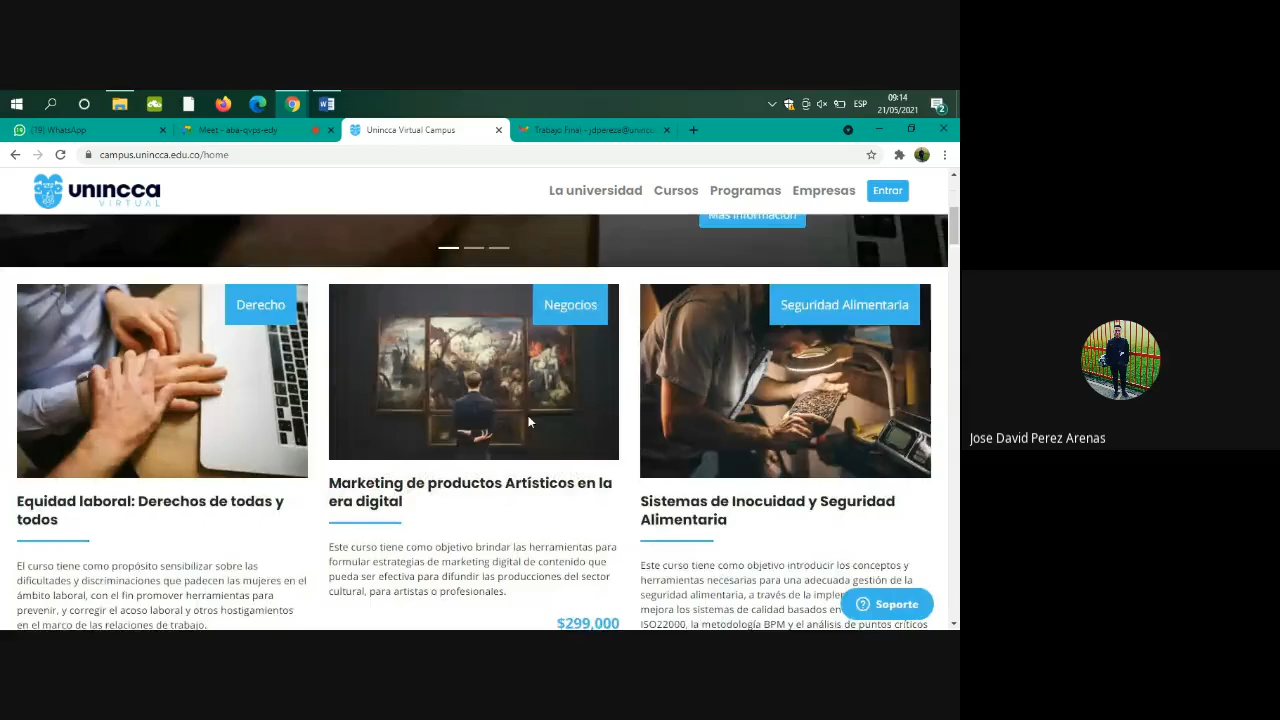 09:14
ESP
21/05/2021
2
(19) WhatsApp
Meet - aba-qyps-edy
Unincca Virtual Campus
Trabajo Final - jdpereza@unincc
campus.unincca.edu.co/home
unincca
VIRTUAL
La universidad
Cursos
Programas
Empresas
Entrar
Más información
Derecho
Negocios
Seguridad Alimentaria
Equidad laboral: Derechos de todas y
todos
El curso tiene como propósito sensibilizar sobre las
dificultades y discriminaciones que padecen las mujeres en el
ámbito laboral, con el fin promover herramientas para
prevenir, y corregir el acoso laboral y otros hostigamientos
en el marco de las relaciones de trabajo.
Marketing de productos Artísticos en la
era digital
Este curso tiene como objetivo brindar las herramientas para
formular estrategias de marketing digital de contenido que
pueda ser efectiva para difundir las producciones del sector
cultural, para artistas o profesionales.
$299,000
Sistemas de Inocuidad y Seguridad
Alimentaria
Este curso tiene como objetivo introducir los conceptos y
herramientas necesarias para una adecuada gestión de la
seguridad alimentaria, a través de la implem
mejora los sistemas de calidad basados en
ISO22000, la metodología BPM y el análisis de puntos críticos
Soporte
Jose David Perez Arenas